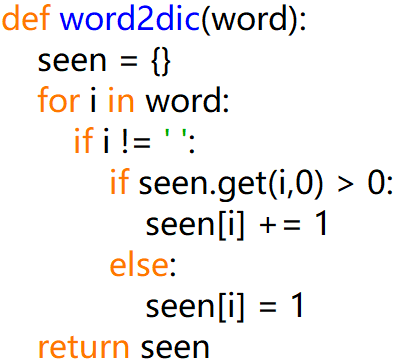 def word2dic(word):
    seen = {}
    for i in word:
        if i != ' ':
            if seen.get(i,0) > 0:
                seen[i] += 1
            else:
                seen[i] = 1
    return seen